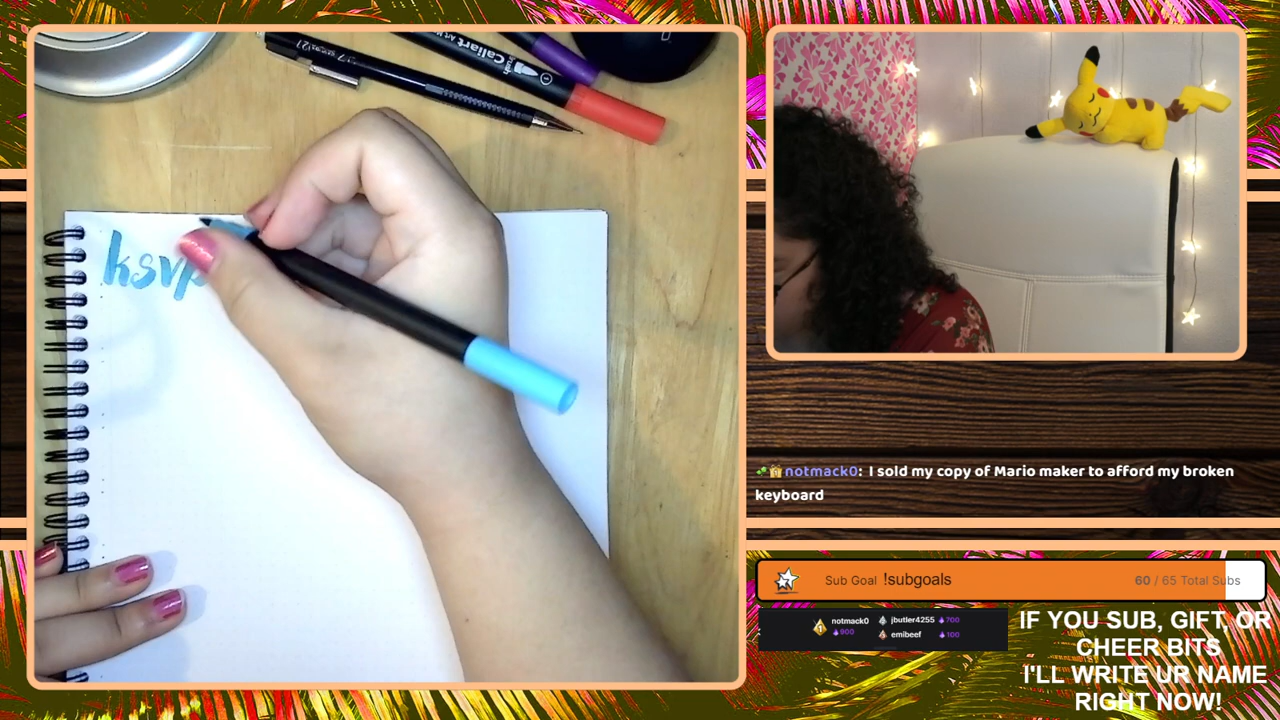 Caliart
ksvp
notmack0: I sold my copy of Mario maker to afford my broken
keyboard
Sub Goal !subgoals 60 / 65 Total Subs
1 notmack0 900
jbutler4255 700
emibeef 100
IF YOU SUB, GIFT, OR
CHEER BITS
I'LL WRITE UR NAME
RIGHT NOW!